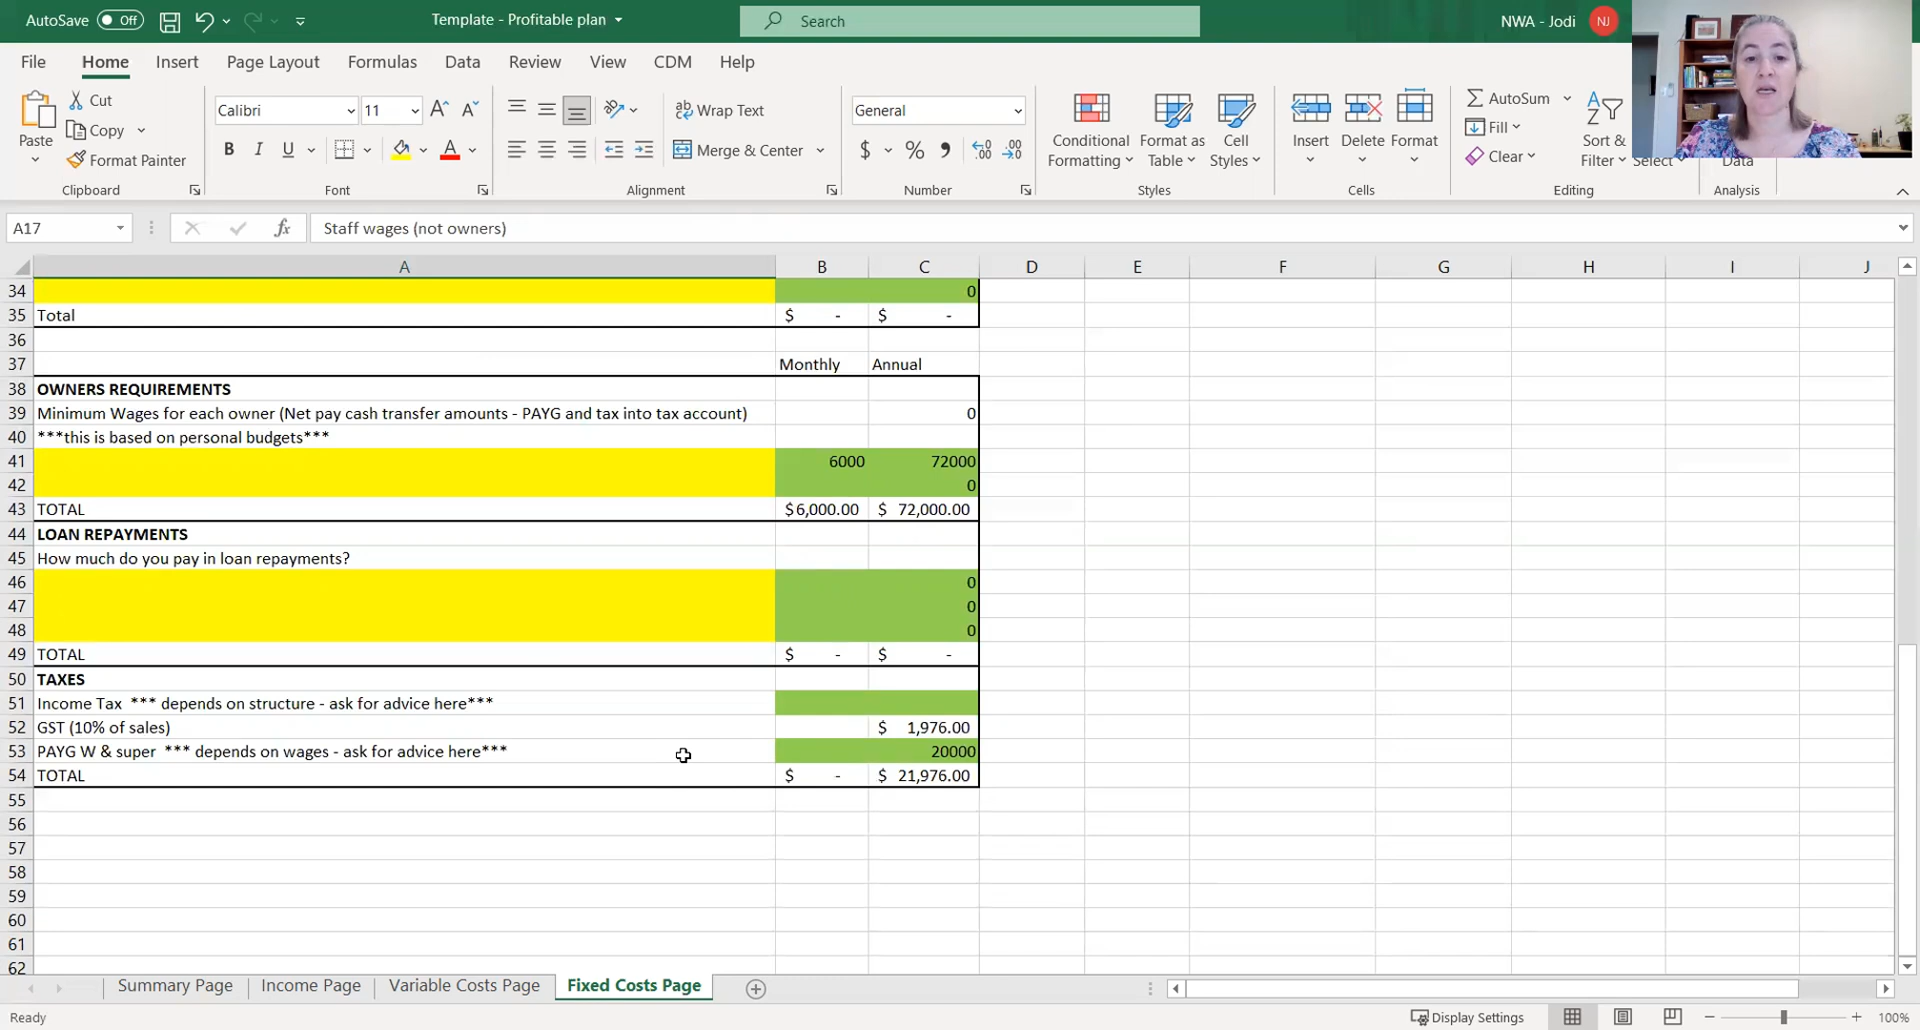 AutoSave Off Template - Profitable plan Search NWA - Jodi NJ
File Home Insert Page Layout Formulas Data Review View CDM Help
Cut
Copy
Format Painter
Paste
Clipboard
Calibri 11
B I U
Font
Wrap Text
Merge & Center
Alignment
General
$ % 9
Number
Conditional Formatting
Format as Table
Cell Styles
Styles
Insert
Delete
Format
Cells
AutoSum
Fill
Clear
Sort & Filter
Select
Editing
Data
Analysis
A17 fx Staff wages (not owners)
A B C D E F G H I J
34 0
35 Total $ - $ -
36
37 Monthly Annual
38 OWNERS REQUIREMENTS
39 Minimum Wages for each owner (Net pay cash transfer amounts - PAYG and tax into tax account) 0
40 ***this is based on personal budgets***
41 6000 72000
42 0
43 TOTAL $6,000.00 $ 72,000.00
44 LOAN REPAYMENTS
45 How much do you pay in loan repayments?
46 0
47 0
48 0
49 TOTAL $ - $ -
50 TAXES
51 Income Tax *** depends on structure - ask for advice here***
52 GST (10% of sales) $ 1,976.00
53 PAYG W & super *** depends on wages - ask for advice here*** 20000
54 TOTAL $ - $ 21,976.00
55
56
57
58
59
60
61
62
Summary Page Income Page Variable Costs Page Fixed Costs Page
Ready Display Settings 100%